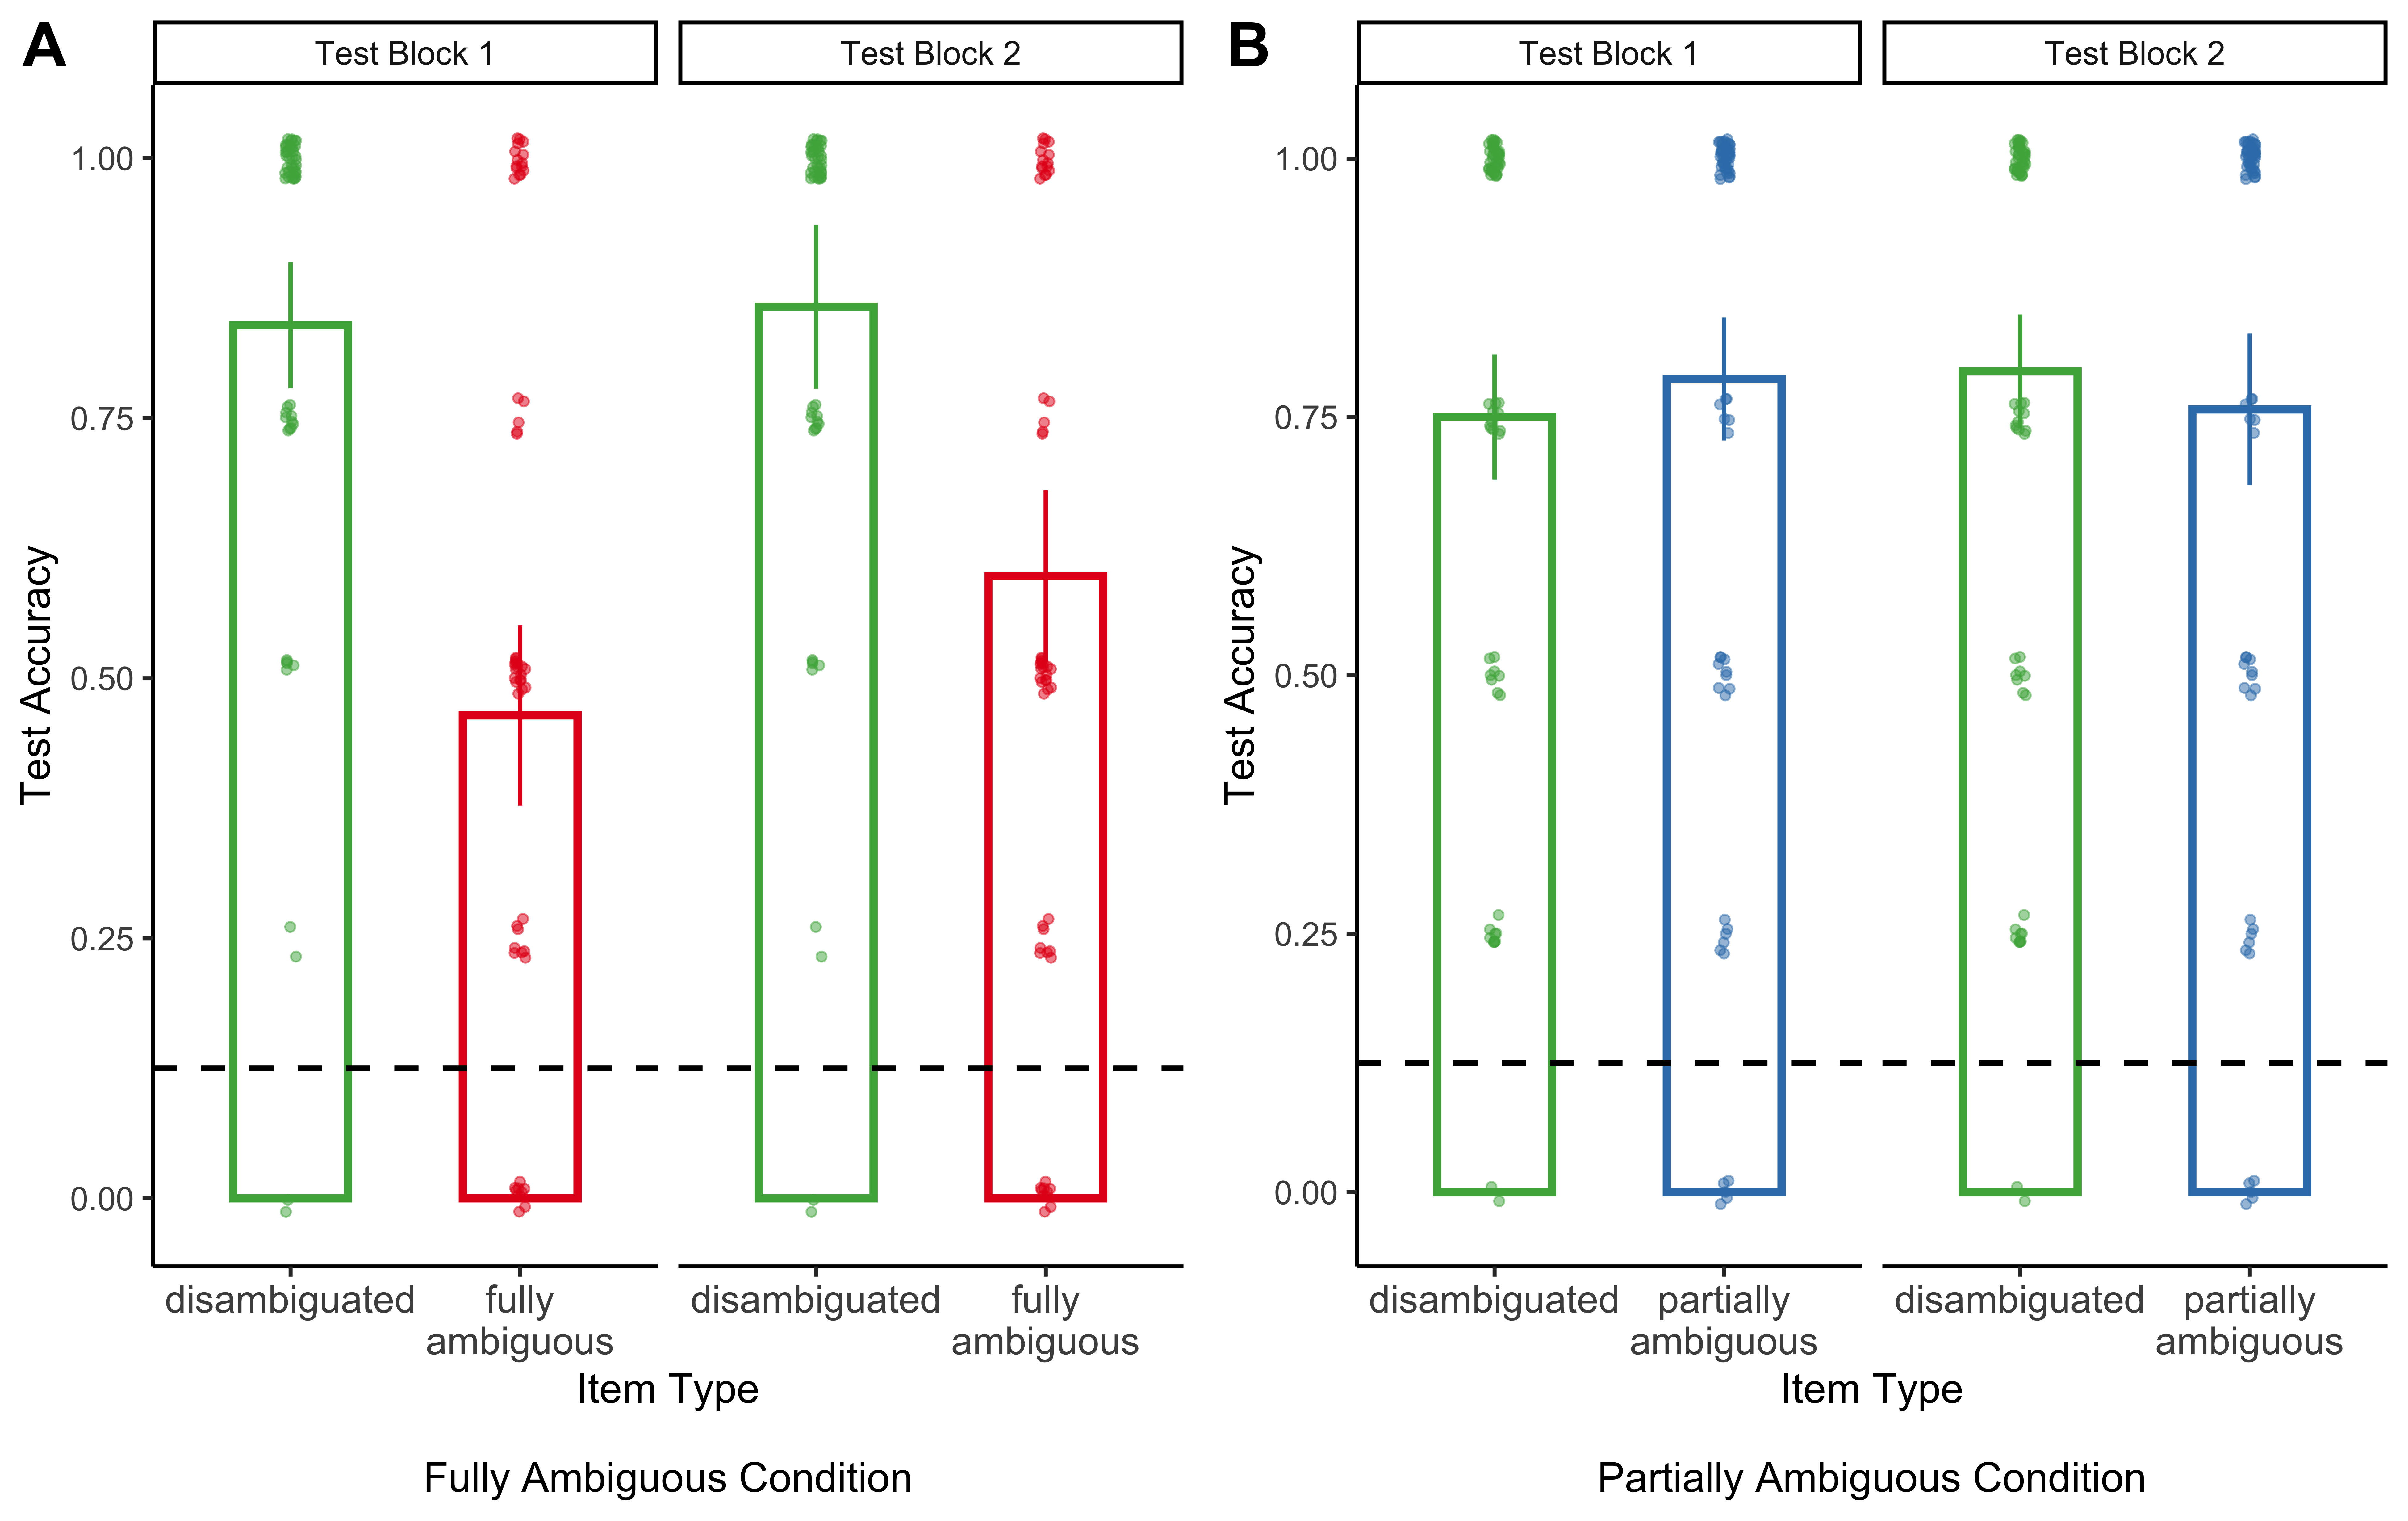 A
Test Block 1
Test Block 2
1.00
0.75
0.50
0.25
0.00
Test Accuracy
disambiguated
fully
ambiguous
disambiguated
fully
ambiguous
Item Type
Fully Ambiguous Condition
B
Test Block 1
Test Block 2
1.00
0.75
0.50
0.25
0.00
Test Accuracy
disambiguated
partially
ambiguous
disambiguated
partially
ambiguous
Item Type
Partially Ambiguous Condition